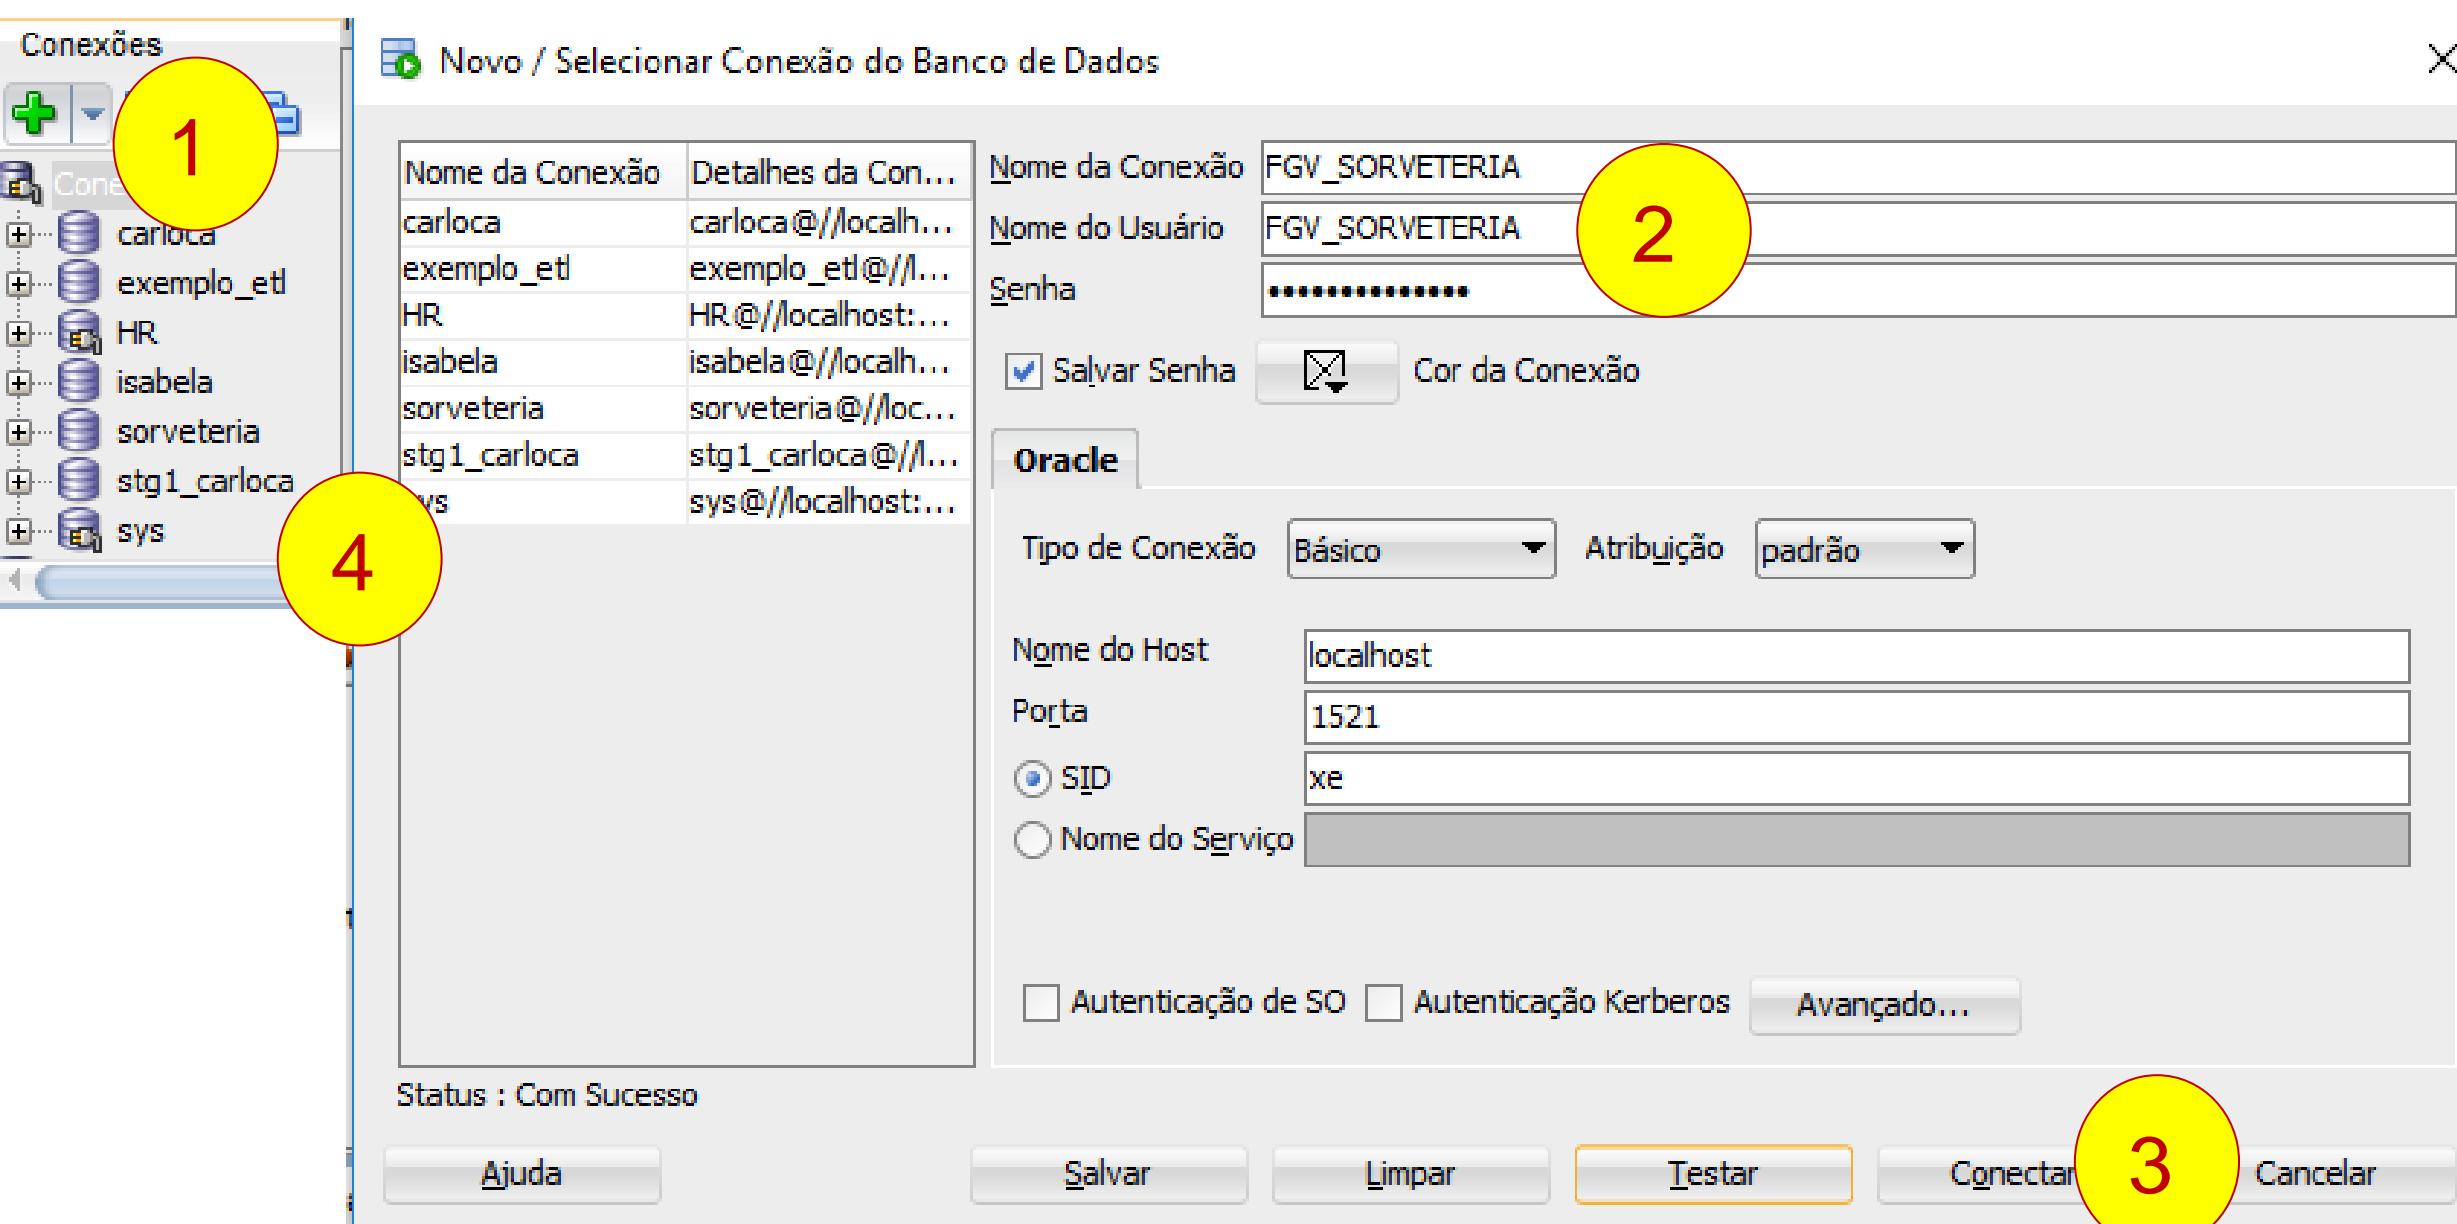 Conexões
1
Cone
carloca
exemplo_etl
HR
isabela
sorveteria
stg1_carloca
sys
4
Novo / Selecionar Conexão do Banco de Dados
Nome da Conexão Detalhes da Con...
carloca carloca@//localh...
exemplo_etl exemplo_etl@//l...
HR HR@//localhost:...
isabela isabela@//localh...
sorveteria sorveteria@//loc...
stg1_carloca stg1_carloca@//l...
ys sys@//localhost:...
Status : Com Sucesso
Nome da Conexão FGV_SORVETERIA
Nome do Usuário FGV_SORVETERIA
2
Senha ••••••••••••••
Salvar Senha Cor da Conexão
Oracle
Tipo de Conexão Básico Atribuição padrão
Nome do Host localhost
Porta 1521
SID xe
Nome do Serviço
Autenticação de SO Autenticação Kerberos Avançado...
Ajuda Salvar Limpar Testar Conectar 3 Cancelar